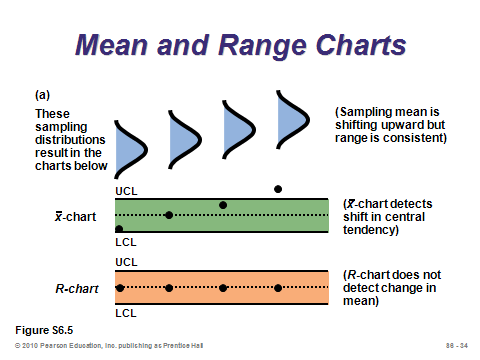 Mean and Range Charts
(a)
These
sampling
distributions
result in the
charts below
(Sampling mean is
shifting upward but
range is consistent)
UCL
x̅-chart
LCL
(x̅-chart detects
shift in central
tendency)
UCL
R-chart
LCL
(R-chart does not
detect change in
mean)
Figure S6.5
© 2010 Pearson Education, Inc. publishing as Prentice Hall
S6 - 34